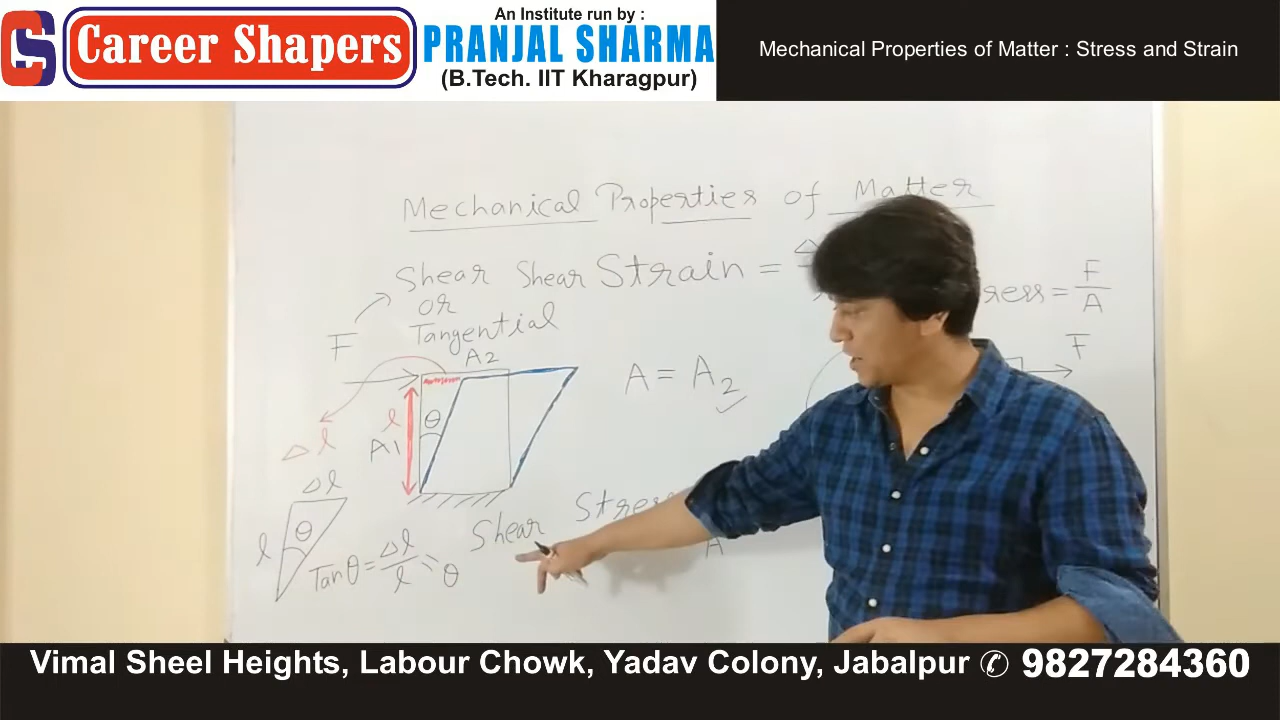 Career Shapers
An Institute run by :
PRANJAL SHARMA
(B.Tech. IIT Kharagpur)
Mechanical Properties of Matter : Stress and Strain
Mechanical Properties of Matter
Shear Shear Strain = Δ
or
Tangential
ress = F/A
F
A2
A = A2
F
l
θ
A1
Δl
Δl
l
θ
Tanθ = Δl/l = θ
Shear Stress
A
Vimal Sheel Heights, Labour Chowk, Yadav Colony, Jabalpur ✆ 9827284360